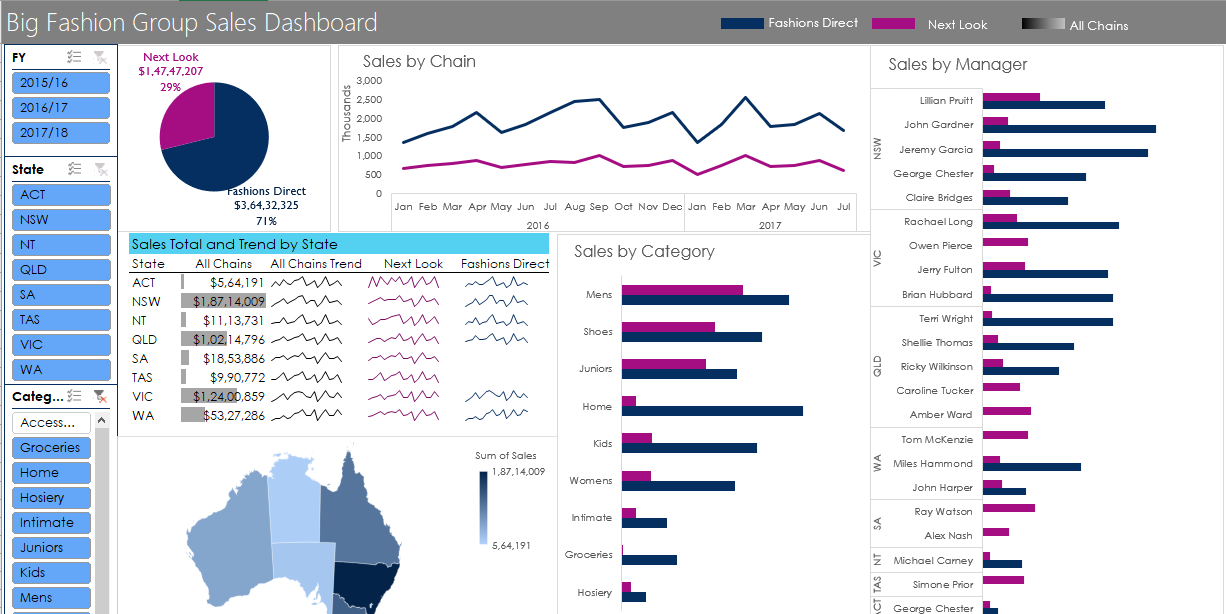 Big Fashion Group Sales Dashboard
Fashions Direct
Next Look
All Chains
FY
2015/16
2016/17
2017/18
State
ACT
NSW
NT
QLD
SA
TAS
VIC
WA
Categ...
Access...
Groceries
Home
Hosiery
Intimate
Juniors
Kids
Mens
Next Look
$1,47,47,207
29%
Fashions Direct
$3,64,32,325
71%
Sales by Chain
Thousands
3,000
2,500
2,000
1,500
1,000
500
0
Jan Feb Mar Apr May Jun Jul Aug Sep Oct Nov Dec Jan Feb Mar Apr May Jun Jul
2016 2017
Sales Total and Trend by State
State All Chains All Chains Trend Next Look Fashions Direct
ACT $5,64,191
NSW $1,87,14,009
NT $11,13,731
QLD $1,02,14,796
SA $18,53,886
TAS $9,90,772
VIC $1,24,00,859
WA $53,27,286
Sum of Sales
1,87,14,009
5,64,191
Sales by Category
Mens
Shoes
Juniors
Home
Kids
Womens
Intimate
Groceries
Hosiery
Sales by Manager
NSW
Lillian Pruitt
John Gardner
Jeremy Garcia
George Chester
Claire Bridges
VIC
Rachael Long
Owen Pierce
Jerry Fulton
Brian Hubbard
QLD
Terri Wright
Shellie Thomas
Ricky Wilkinson
Caroline Tucker
Amber Ward
WA
Tom McKenzie
Miles Hammond
John Harper
SA
Ray Watson
Alex Nash
NT
Michael Carney
TAS
Simone Prior
ACT
George Chester